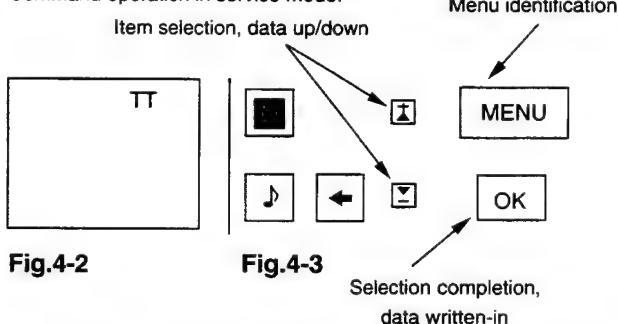 Menu identification
Item selection, data up/down
TT
MENU
OK
Fig.4-2
Fig.4-3
Selection completion,
data written-in